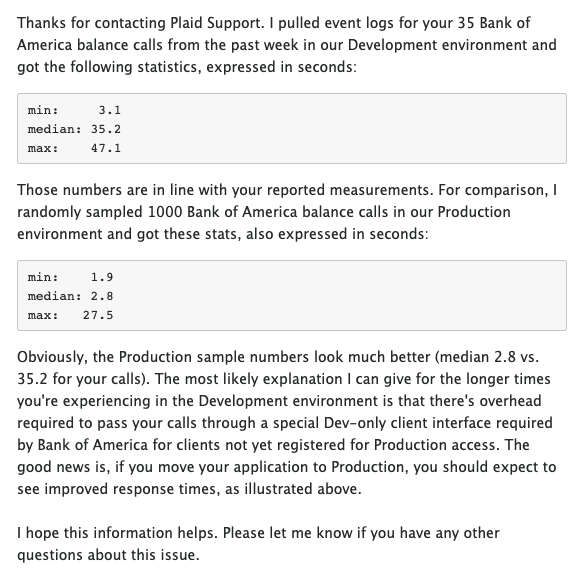 Thanks for contacting Plaid Support. I pulled event logs for your 35 Bank of
America balance calls from the past week in our Development environment and
got the following statistics, expressed in seconds:
min: 3.1
median: 35.2
max: 47.1
Those numbers are in line with your reported measurements. For comparison, I
randomly sampled 1000 Bank of America balance calls in our Production
environment and got these stats, also expressed in seconds:
min: 1.9
median: 2.8
max: 27.5
Obviously, the Production sample numbers look much better (median 2.8 vs.
35.2 for your calls). The most likely explanation I can give for the longer times
you're experiencing in the Development environment is that there's overhead
required to pass your calls through a special Dev-only client interface required
by Bank of America for clients not yet registered for Production access. The
good news is, if you move your application to Production, you should expect to
see improved response times, as illustrated above.
I hope this information helps. Please let me know if you have any other
questions about this issue.